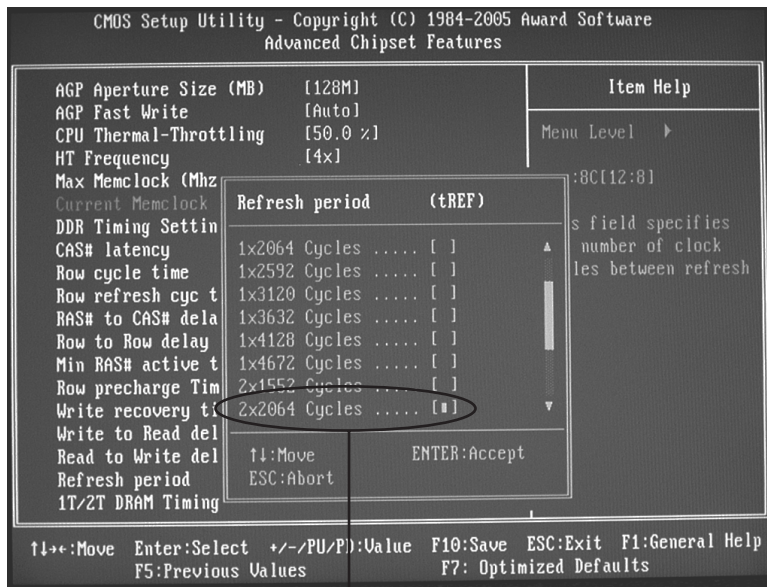 CMOS Setup Utility - Copyright (C) 1984-2005 Award Software
Advanced Chipset Features
AGP Aperture Size (MB) [128M]
AGP Fast Write [Auto]
CPU Thermal-Throttling [50.0 %]
HT Frequency [4x]
Max Memclock (Mhz
Current Memclock
DDR Timing Settin
CAS# latency
Row cycle time
Row refresh cyc t
RAS# to CAS# dela
Row to Row delay
Min RAS# active t
Row precharge Tim
Write recovery ti
Write to Read del
Read to Write del
Refresh period
1T/2T DRAM Timing
Refresh period (tREF)
1x2064 Cycles ..... [ ]
1x2592 Cycles ..... [ ]
1x3120 Cycles ..... [ ]
1x3632 Cycles ..... [ ]
1x4128 Cycles ..... [ ]
1x4672 Cycles ..... [ ]
2x1552 Cycles ..... [ ]
2x2064 Cycles ..... [■]
↑↓:Move ENTER:Accept
ESC:Abort
Item Help
Menu Level ▶
:8C[12:8]
s field specifies
number of clock
les between refresh
↑↓→←:Move Enter:Select +/-/PU/PD:Value F10:Save ESC:Exit F1:General Help
F5:Previous Values F7: Optimized Defaults